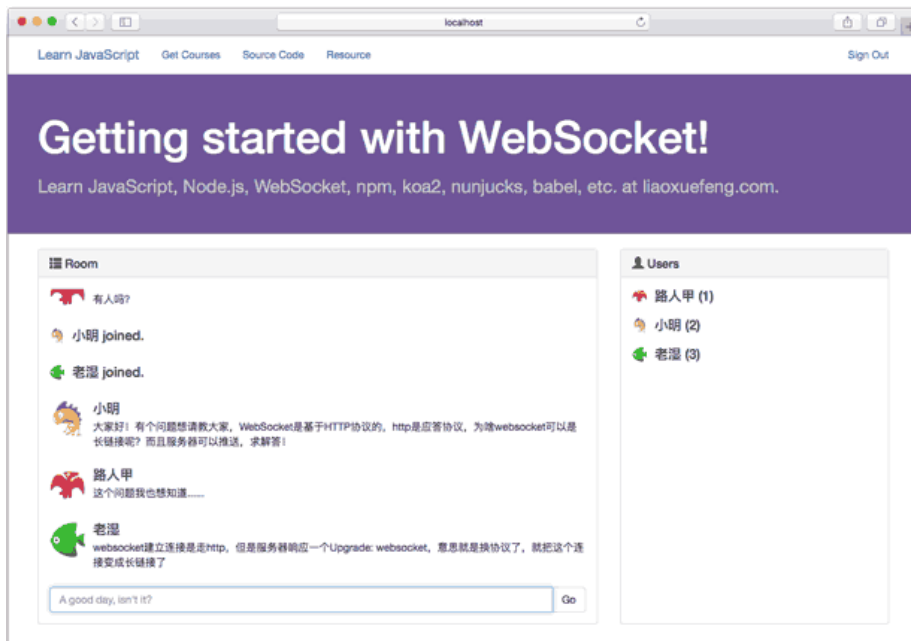 localhost
Learn JavaScript Get Courses Source Code Resource Sign Out
Getting started with WebSocket!
Learn JavaScript, Node.js, WebSocket, npm, koa2, nunjucks, babel, etc. at liaoxuefeng.com.
Room
有人吗?
小明 joined.
老湿 joined.
小明
大家好！有个问题想请教大家，WebSocket是基于HTTP协议的，http是应答协议，为啥websocket可以是
长链接呢？而且服务器可以推送，求解答！
路人甲
这个问题我也想知道......
老湿
websocket建立连接是走http，但是服务器响应一个Upgrade: websocket，意思就是换协议了，就把这个连
接变成长链接了
A good day, isn't it?
Go
Users
路人甲 (1)
小明 (2)
老湿 (3)